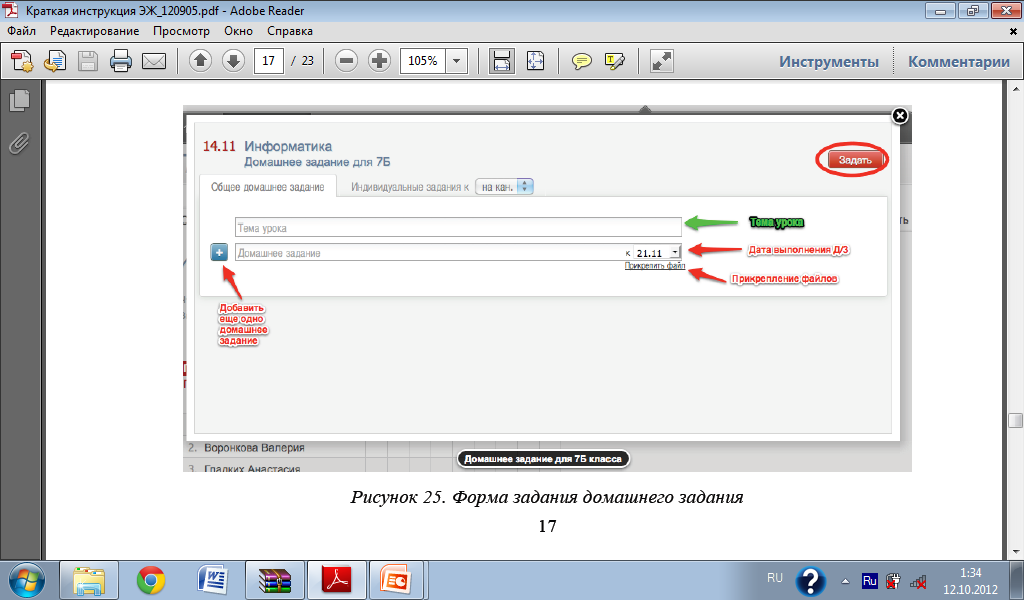 Краткая инструкция ЭЖ_120905.pdf - Adobe Reader
Файл Редактирование Просмотр Окно Справка
17 / 23 105% Инструменты Комментарии
14.11 Информатика
Домашнее задание для 7Б
Задать
Общее домашнее задание Индивидуальные задания к на кан.
Тема урока
Тема урока
Домашнее задание к 21.11
Дата выполнения Д/З
Прикрепить файл
Прикрепление файлов
Добавить
еще одно
домашнее
задание
2. Воронкова Валерия
3. Гладких Анастасия
Домашнее задание для 7Б класса
Рисунок 25. Форма задания домашнего задания
17
RU Ru 1:34
12.10.2012